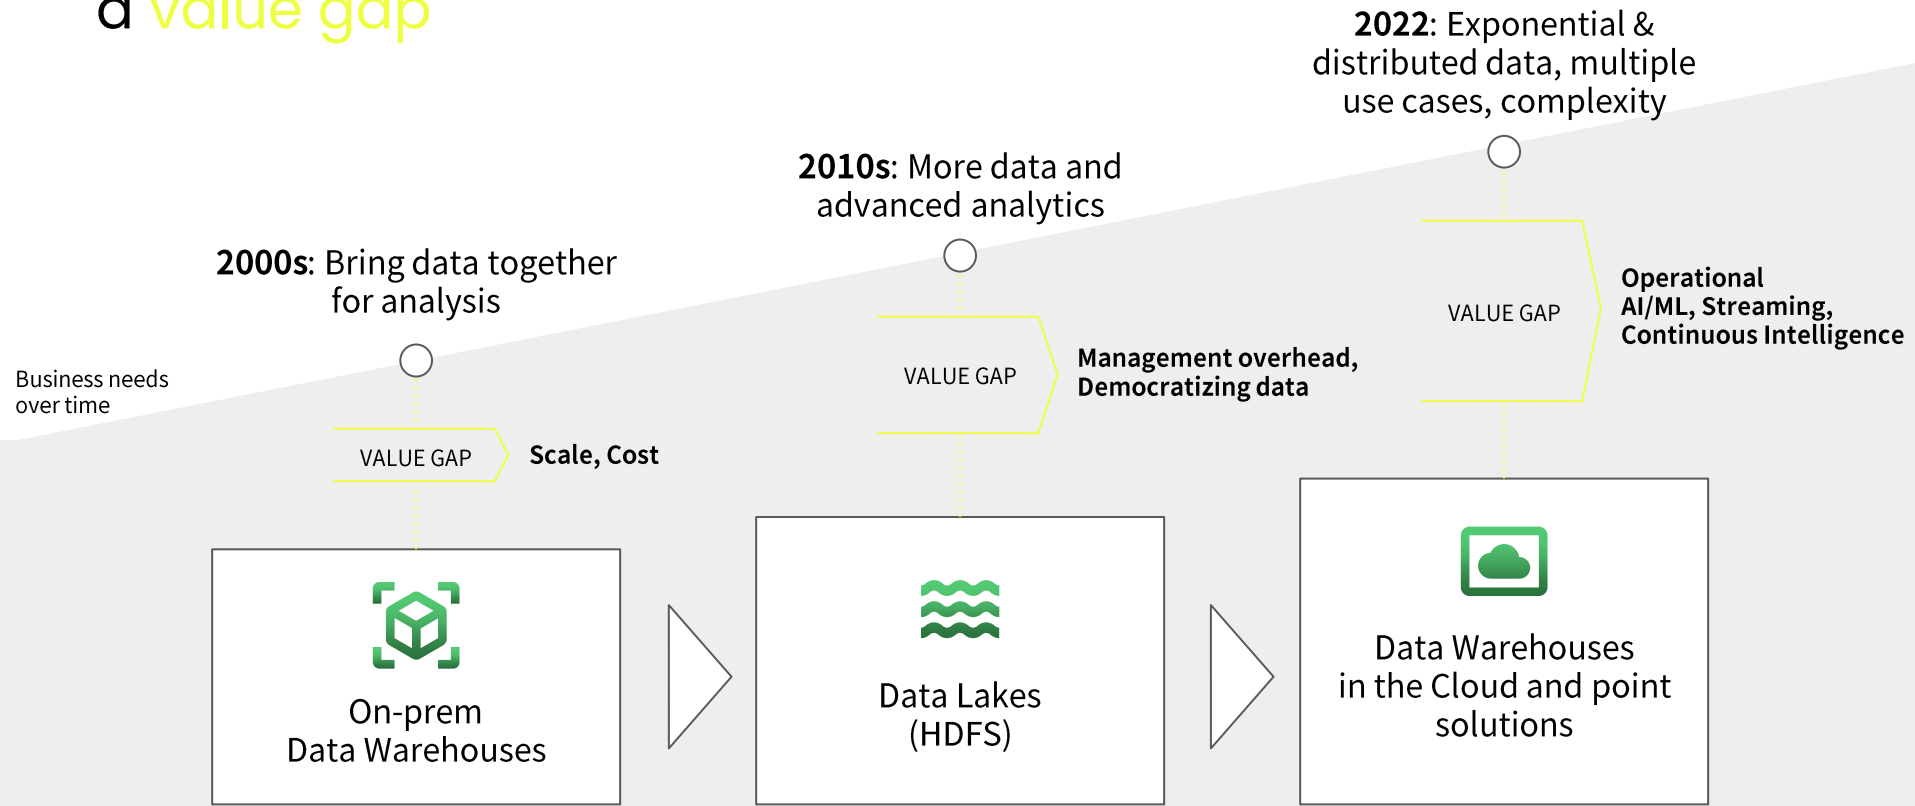 a value gap
2022: Exponential &
distributed data, multiple
use cases, complexity
2010s: More data and
advanced analytics
2000s: Bring data together
for analysis
Business needs
over time
VALUE GAP
Scale, Cost
VALUE GAP
Management overhead,
Democratizing data
VALUE GAP
Operational
AI/ML, Streaming,
Continuous Intelligence
On-prem
Data Warehouses
Data Lakes
(HDFS)
Data Warehouses
in the Cloud and point
solutions